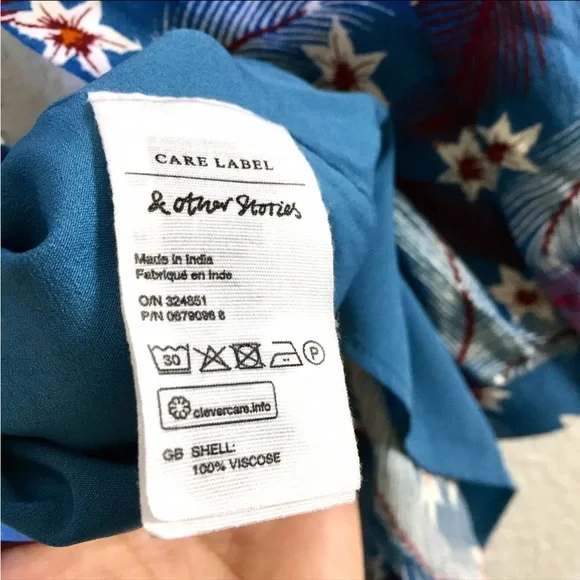 CARE LABEL
& other Stories
Made in India
Fabriqué en Inde
O/N 324851
P/N 0679096 8
30 P
clevercare.info
GB SHELL:
100% VISCOSE